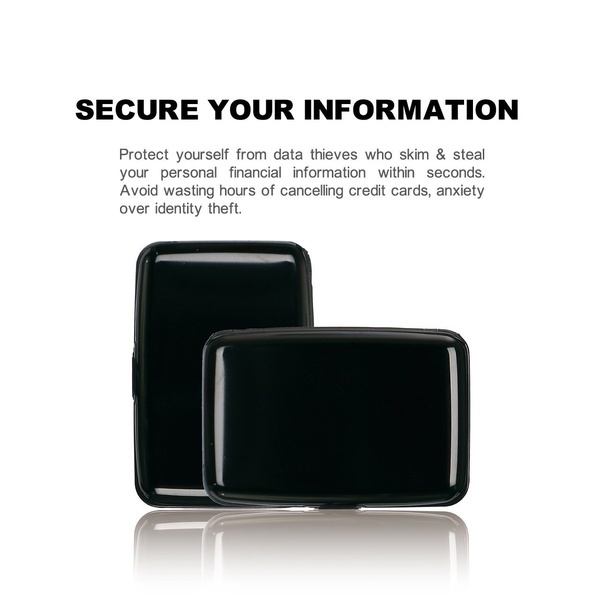 SECURE YOUR INFORMATION
Protect yourself from data thieves who skim & steal
your personal financial information within seconds.
Avoid wasting hours of cancelling credit cards, anxiety
over identity theft.